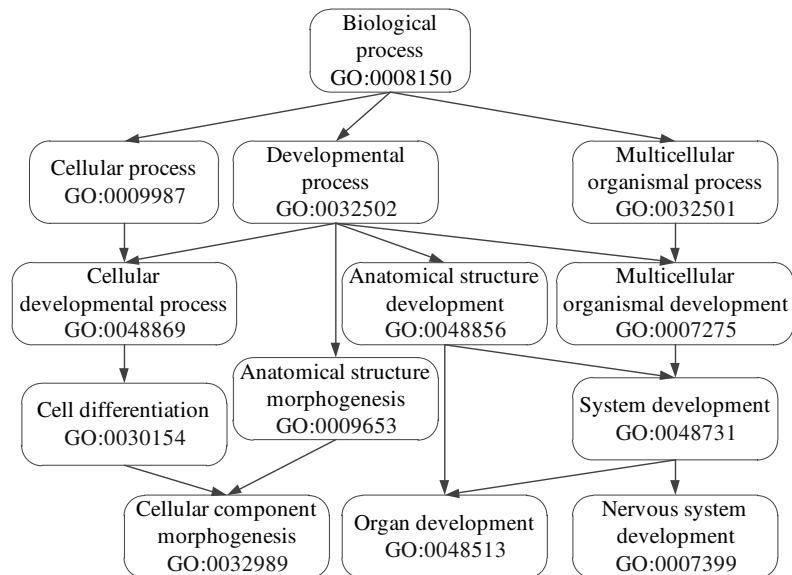 Biological
process
GO:0008150
Cellular process
GO:0009987
Developmental
process
GO:0032502
Multicellular
organismal process
GO:0032501
Cellular
developmental process
GO:0048869
Anatomical structure
development
GO:0048856
Multicellular
organismal development
GO:0007275
Cell differentiation
GO:0030154
Anatomical structure
morphogenesis
GO:0009653
System development
GO:0048731
Cellular component
morphogenesis
GO:0032989
Organ development
GO:0048513
Nervous system
development
GO:0007399